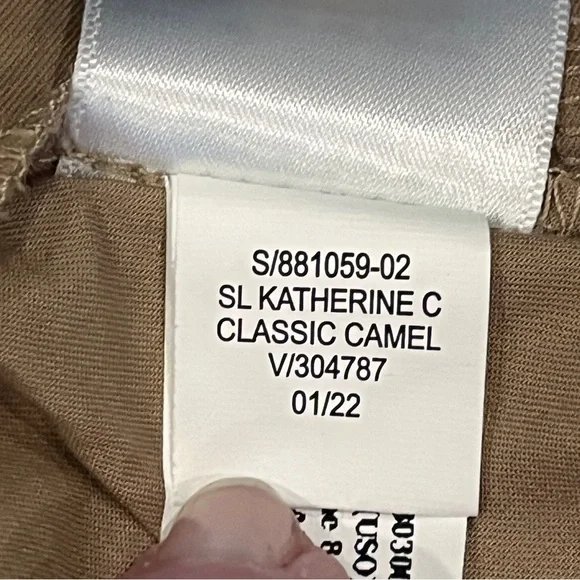 S/881059-02
SL KATHERINE C
CLASSIC CAMEL
V/304787
01/22